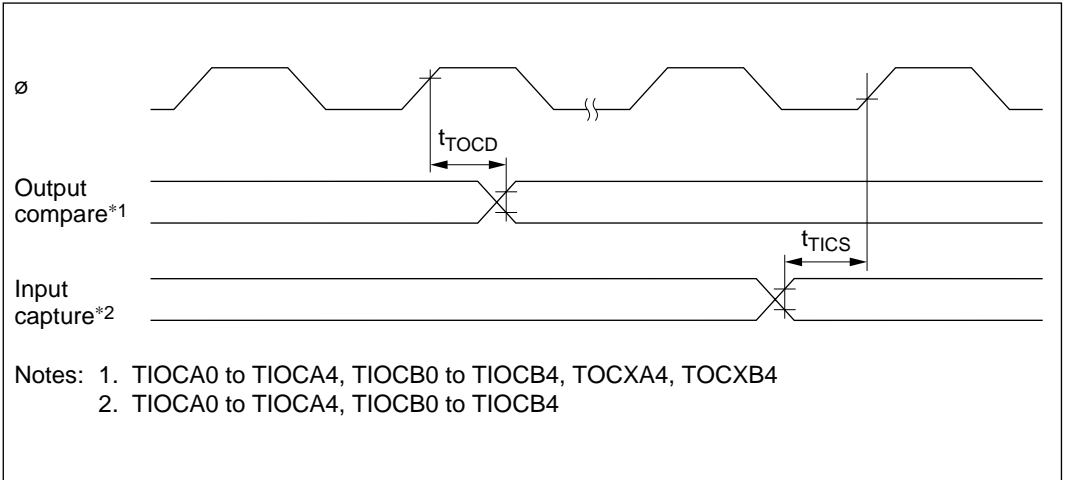 ø
tTOCD
Output
compare*1
tTICS
Input
capture*2
Notes: 1. TIOCA0 to TIOCA4, TIOCB0 to TIOCB4, TOCXA4, TOCXB4
2. TIOCA0 to TIOCA4, TIOCB0 to TIOCB4